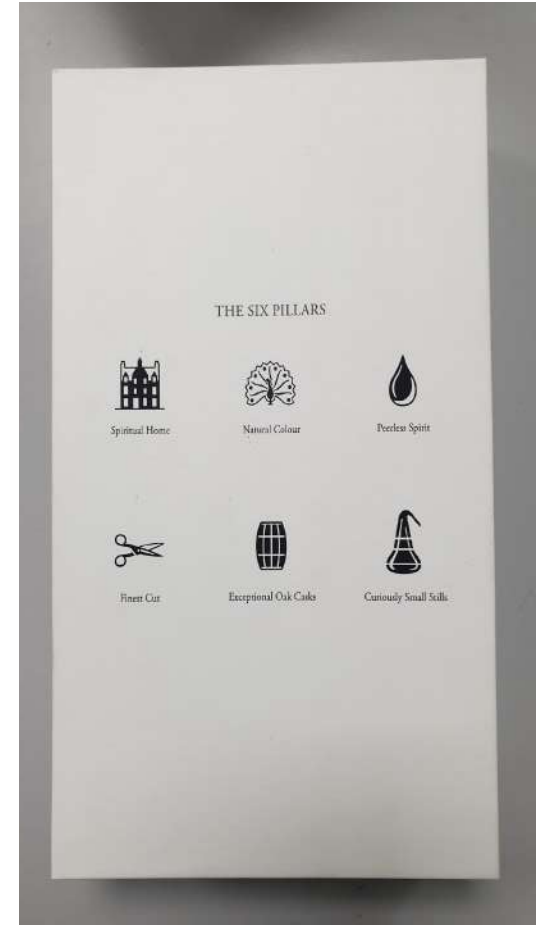 THE SIX PILLARS
Spiritual Home
Natural Colour
Peerless Spirit
Finest Cut
Exceptional Oak Casks
Curiously Small Stills